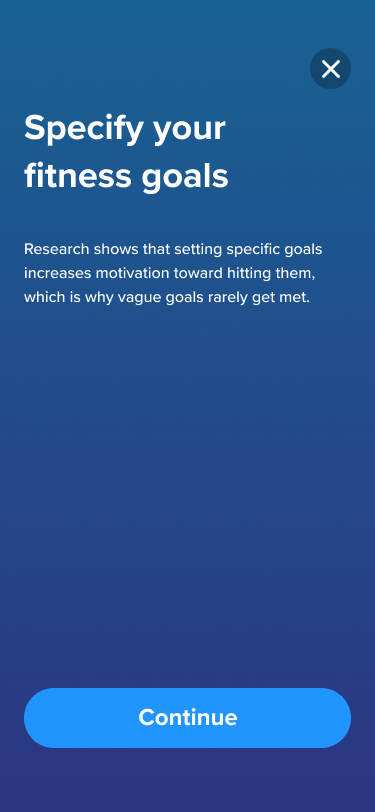 Specify your
fitness goals
Research shows that setting specific goals
increases motivation toward hitting them,
which is why vague goals rarely get met.
Continue